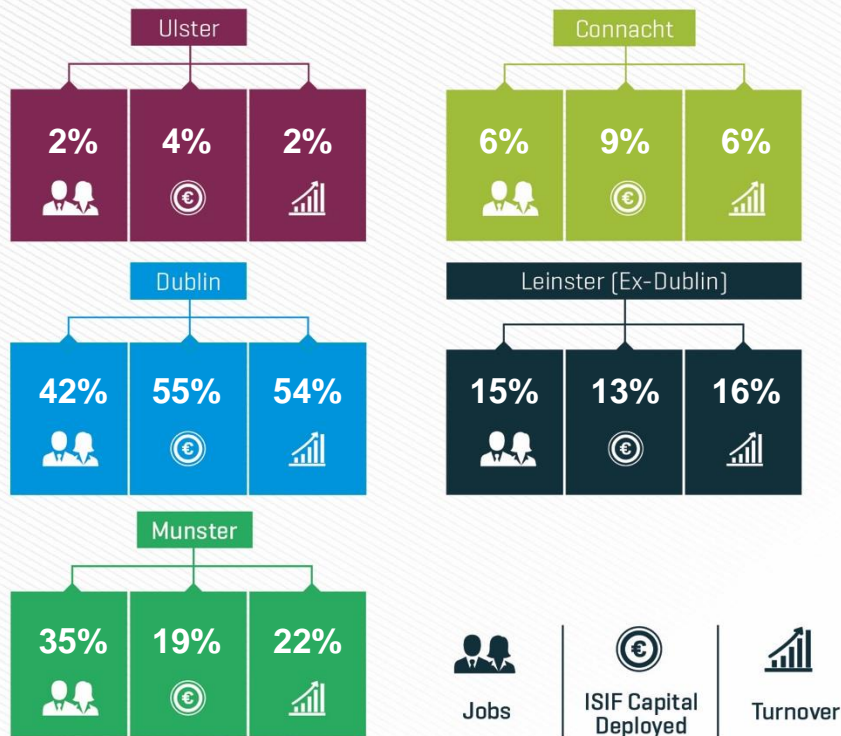 Ulster
2% 4% 2%
Connacht
6% 9% 6%
Dublin
42% 55% 54%
Leinster (Ex-Dublin)
15% 13% 16%
Munster
35% 19% 22%
Jobs
ISIF Capital
Deployed
Turnover